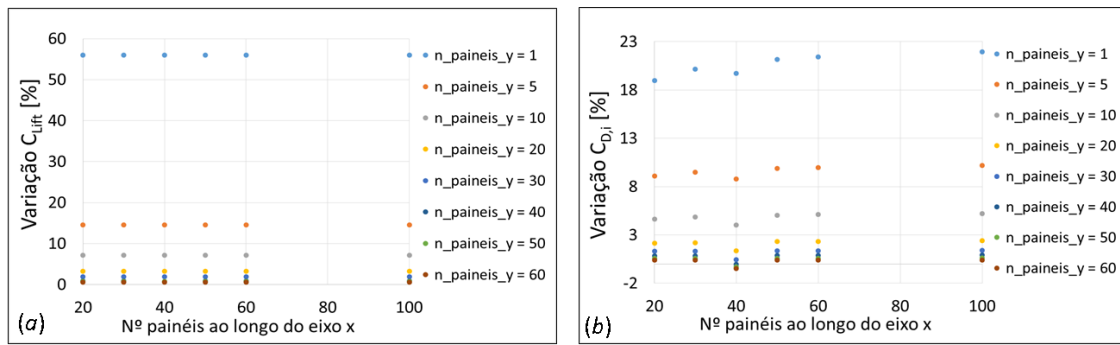 Variação C_Lift [%]
60
50
40
30
20
10
0
20 40 60 80 100
Nº painéis ao longo do eixo x
n_paineis_y = 1
n_paineis_y = 5
n_paineis_y = 10
n_paineis_y = 20
n_paineis_y = 30
n_paineis_y = 40
n_paineis_y = 50
n_paineis_y = 60
(a)
Variação C_D,i [%]
23
18
13
8
3
-2
20 40 60 80 100
Nº painéis ao longo do eixo x
n_paineis_y = 1
n_paineis_y = 5
n_paineis_y = 10
n_paineis_y = 20
n_paineis_y = 30
n_paineis_y = 40
n_paineis_y = 50
n_paineis_y = 60
(b)